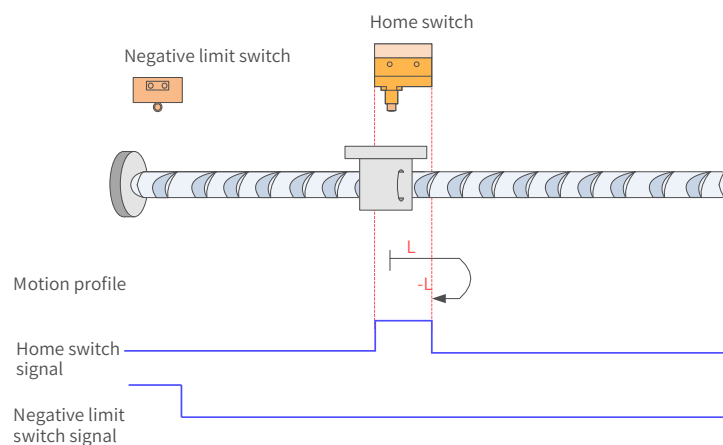 Home switch
Negative limit switch
L
-L
Motion profile
Home switch
signal
Negative limit
switch signal